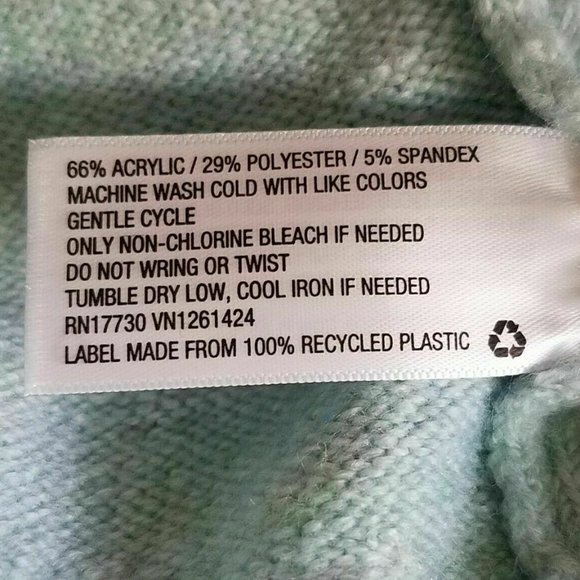 66% ACRYLIC / 29% POLYESTER / 5% SPANDEX
MACHINE WASH COLD WITH LIKE COLORS
GENTLE CYCLE
ONLY NON-CHLORINE BLEACH IF NEEDED
DO NOT WRING OR TWIST
TUMBLE DRY LOW, COOL IRON IF NEEDED
RN17730 VN1261424
LABEL MADE FROM 100% RECYCLED PLASTIC